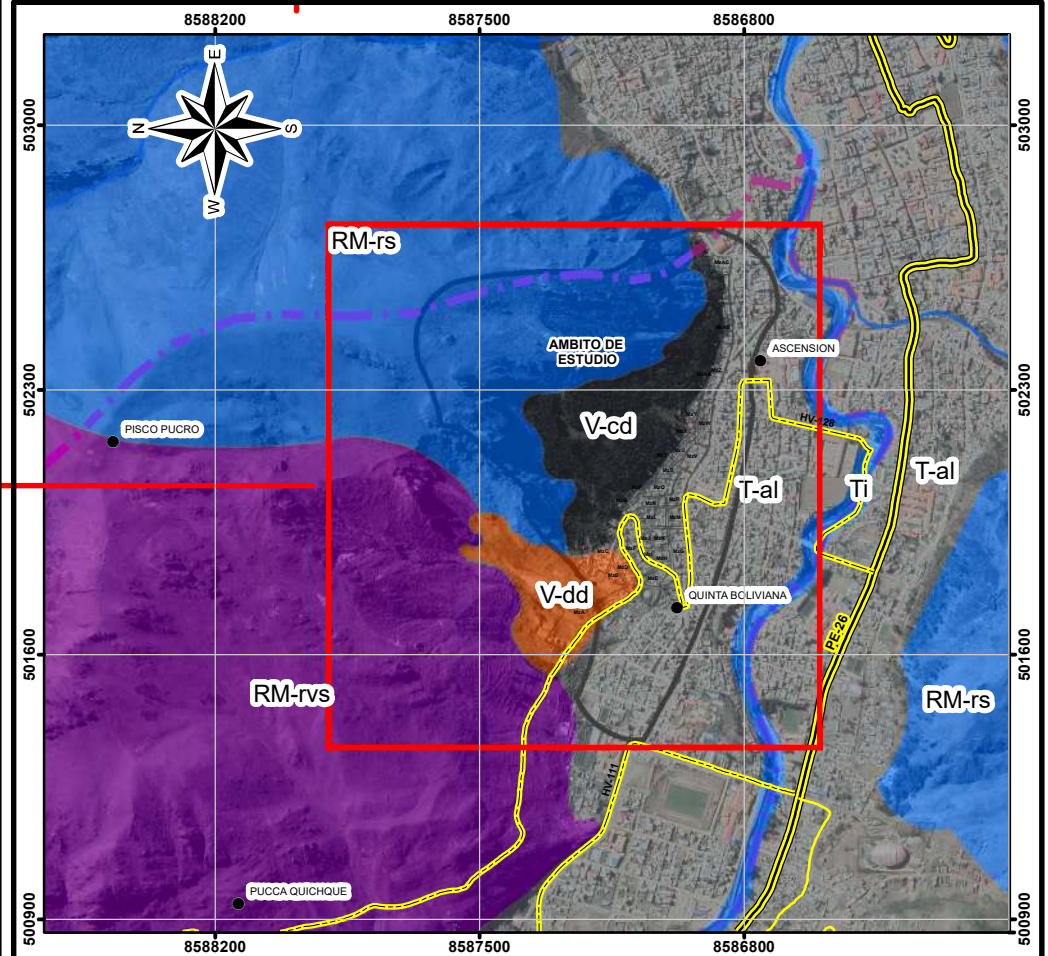 8588200
8587500
8586800
E
N
S
W
503000
503000
RM-rs
AMBITO DE
ESTUDIO
ASCENSION
502300
502300
PISCO PUCRO
V-cd
HV-128
T-al
Ti
T-al
V-dd
QUINTA BOLIVIANA
501600
501600
PE-26
RM-rvs
RM-rs
HV-111
PUCCA QUICHQUE
500900
500900
8588200
8587500
8586800